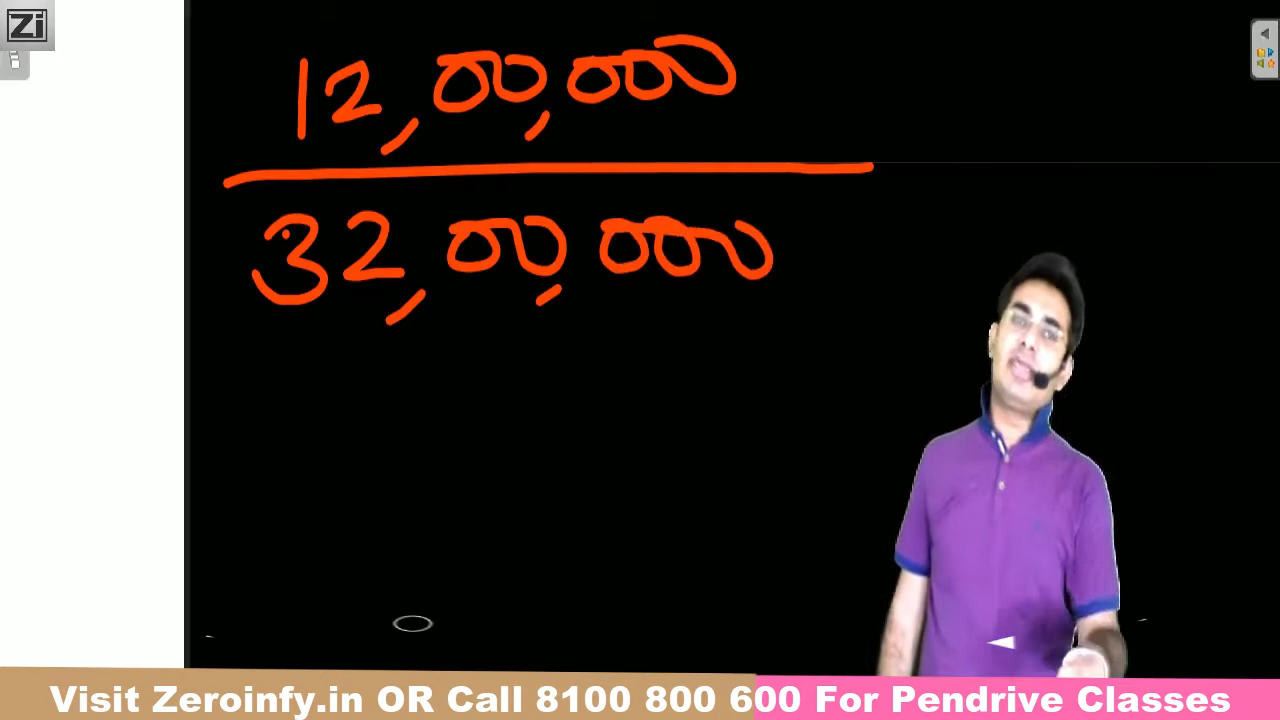 Zi
12,00,000
32,00,000
Visit Zeroinfy.in OR Call 8100 800 600 For Pendrive Classes